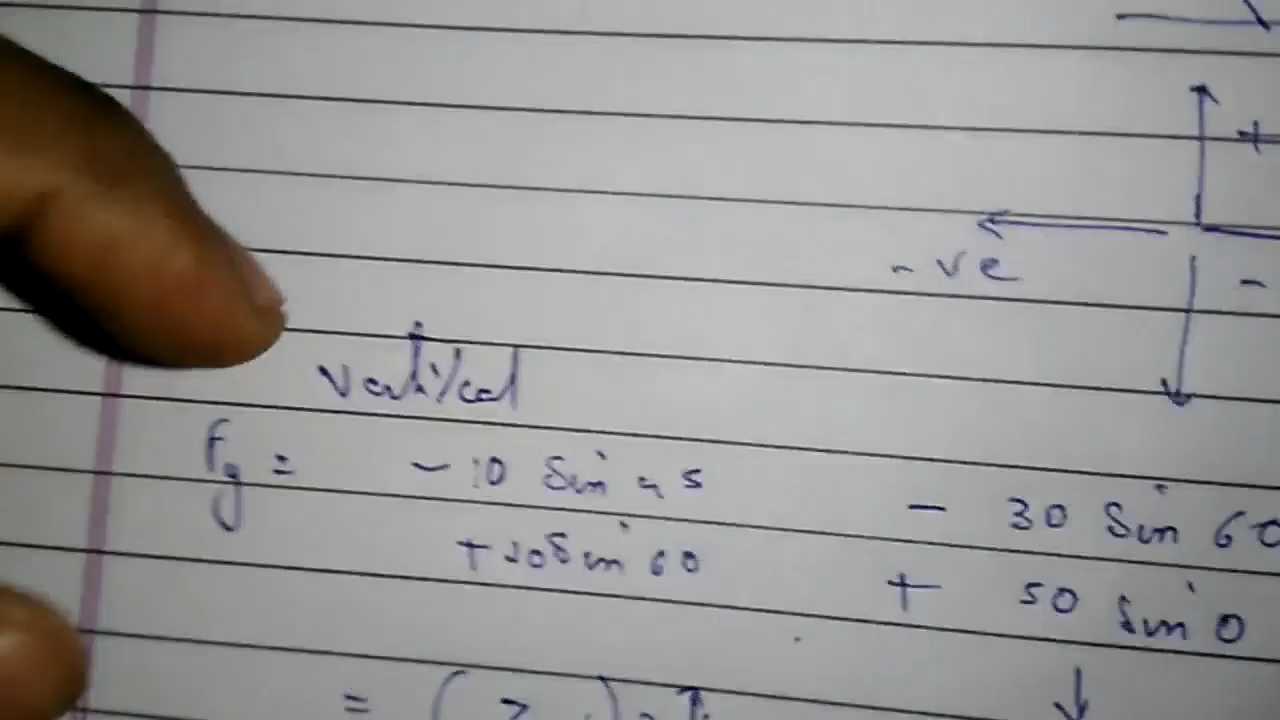 +
- ve
-
Vertical
Fy = - 10 Sin 45 - 30 Sin 60
+ 20 Sin 60 + 50 Sin 0
= (